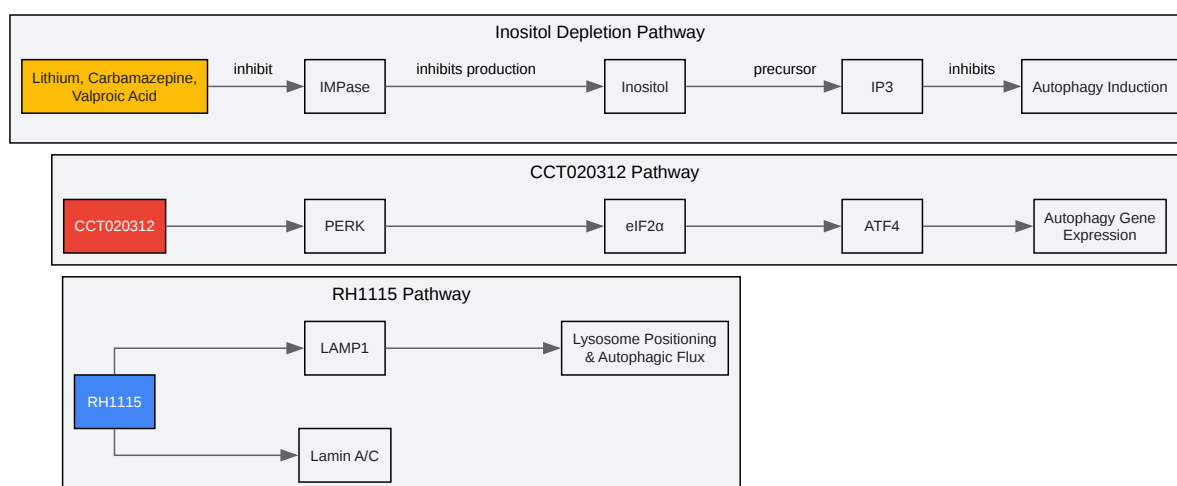 Inositol Depletion Pathway
Lithium, Carbamazepine,
Valproic Acid
inhibit
IMPase
inhibits production
Inositol
precursor
IP3
inhibits
Autophagy Induction
CCT020312 Pathway
CCT020312
PERK
eIF2α
ATF4
Autophagy Gene
Expression
RH1115 Pathway
RH1115
LAMP1
Lysosome Positioning
& Autophagic Flux
Lamin A/C